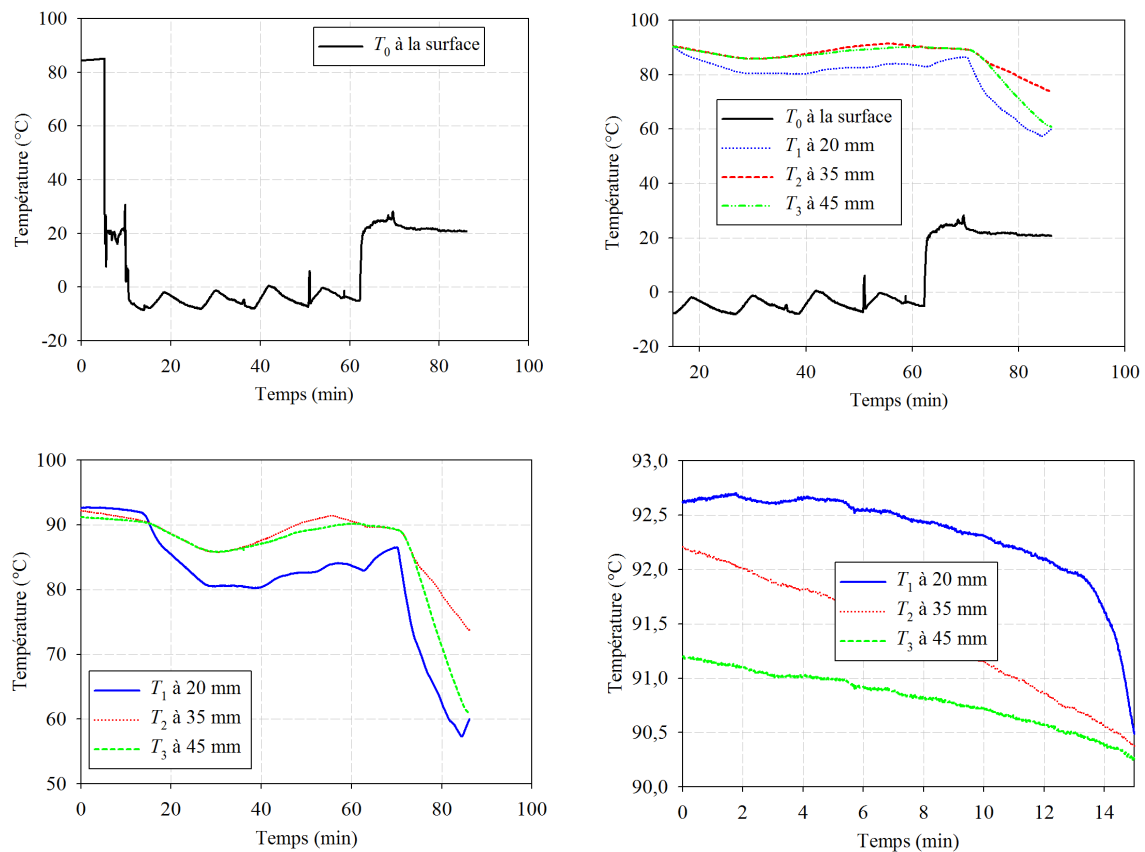 100
80
60
40
20
0
-20
Température (°C)
T0 à la surface
0 20 40 60 80 100
Temps (min)
100
80
60
40
20
0
-20
Température (°C)
T0 à la surface
T1 à 20 mm
T2 à 35 mm
T3 à 45 mm
20 40 60 80 100
Temps (min)
100
90
80
70
60
50
Température (°C)
T1 à 20 mm
T2 à 35 mm
T3 à 45 mm
0 20 40 60 80 100
Temps (min)
93,0
92,5
92,0
91,5
91,0
90,5
90,0
Température (°C)
T1 à 20 mm
T2 à 35 mm
T3 à 45 mm
0 2 4 6 8 10 12 14
Temps (min)